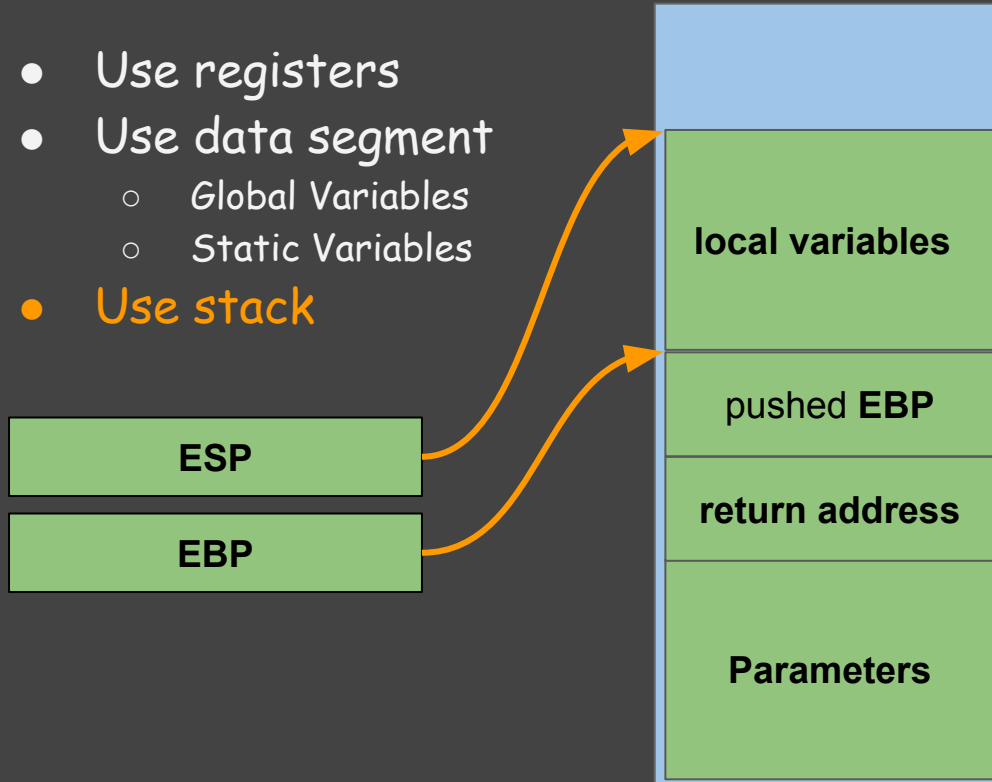 ● Use registers
● Use data segment
○ Global Variables
○ Static Variables
● Use stack
ESP
EBP
local variables
pushed EBP
return address
Parameters